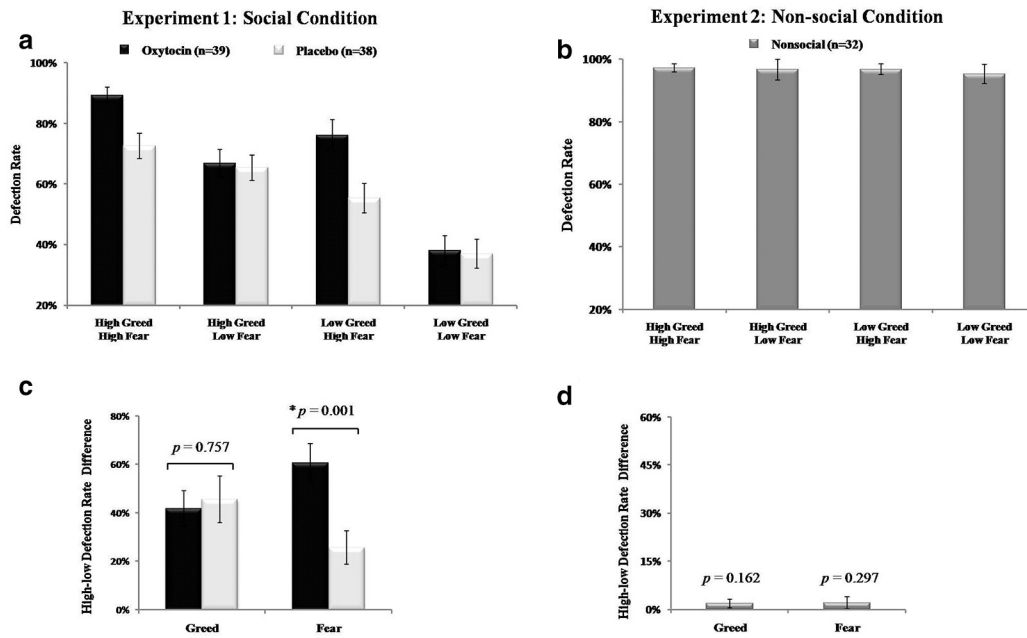 Experiment 1: Social Condition
a
Oxytocin (n=39)
Placebo (n=38)
Defection Rate
100%
80%
60%
40%
20%
High Greed
High Fear
High Greed
Low Fear
Low Greed
High Fear
Low Greed
Low Fear
Experiment 2: Non-social Condition
b
Nonsocial (n=32)
Defection Rate
100%
80%
60%
40%
20%
High Greed
High Fear
High Greed
Low Fear
Low Greed
High Fear
Low Greed
Low Fear
c
High-low Defection Rate Difference
80%
60%
40%
20%
0%
p = 0.757
*p = 0.001
Greed
Fear
d
High-low Defection Rate Difference
60%
45%
30%
15%
0%
p = 0.162
p = 0.297
Greed
Fear